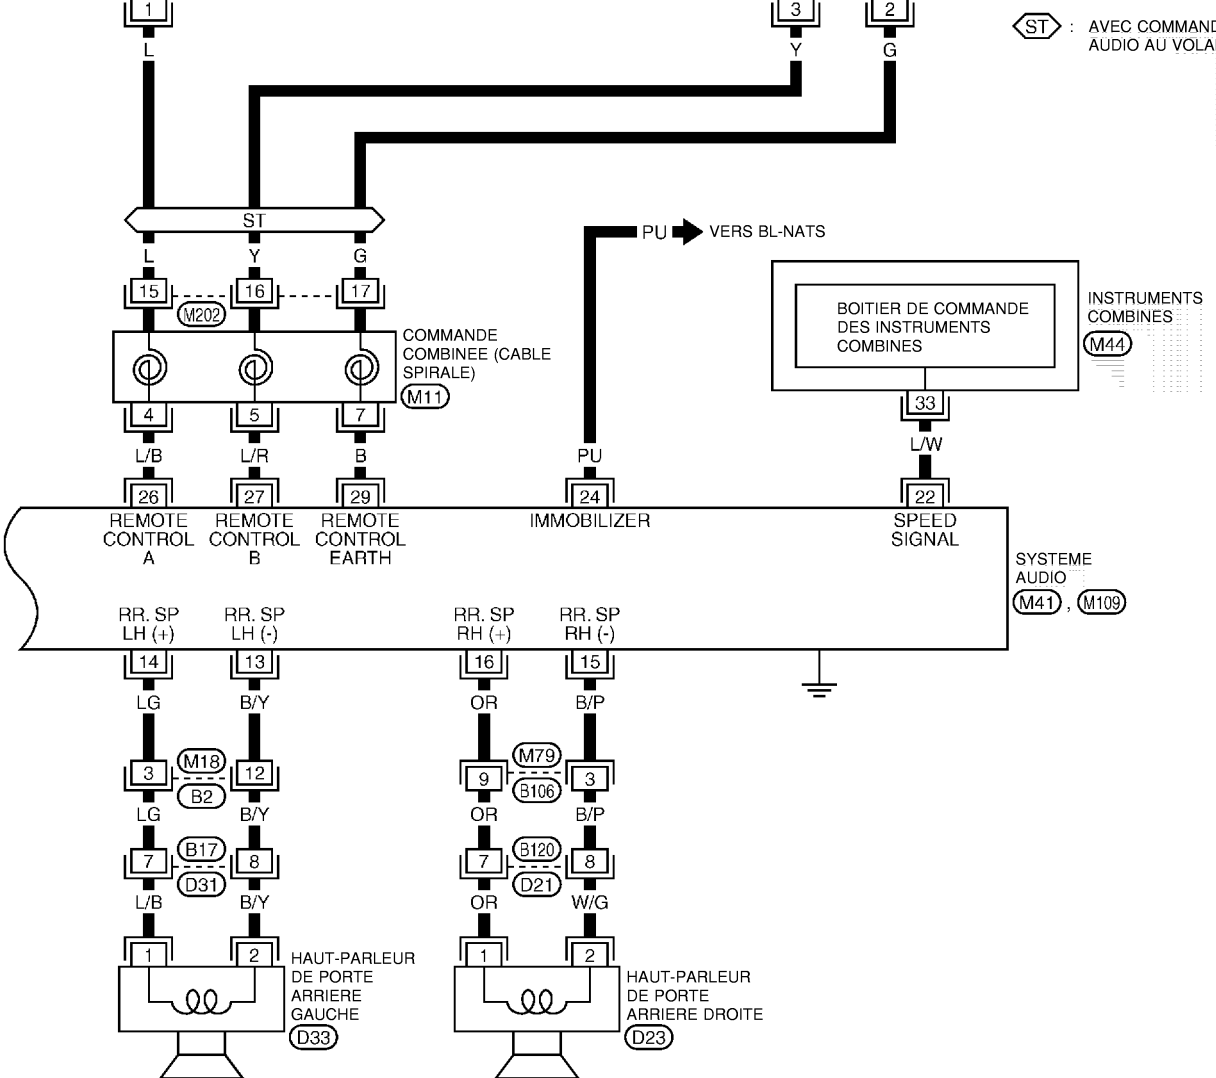 1
3
2
ST : AVEC COMMAND
AUDIO AU VOLA
L
Y
G
ST
L
Y
G
PU
VERS BL-NATS
15
16
17
M202
COMMANDE
COMBINEE (CABLE
SPIRALE)
M11
BOITIER DE COMMANDE
DES INSTRUMENTS
COMBINES
INSTRUMENTS
COMBINES
M44
4
5
7
33
L/B
L/R
B
PU
L/W
26
27
29
24
22
REMOTE
CONTROL
A
REMOTE
CONTROL
B
REMOTE
CONTROL
EARTH
IMMOBILIZER
SPEED
SIGNAL
SYSTEME
AUDIO
M41 , M109
RR. SP
LH (+)
RR. SP
LH (-)
RR. SP
RH (+)
RR. SP
RH (-)
14
13
16
15
LG
B/Y
OR
B/P
3
M18
B2
12
9
M79
B106
3
LG
B/Y
OR
B/P
7
B17
D31
8
7
B120
D21
8
L/B
B/Y
OR
W/G
1
2
HAUT-PARLEUR
DE PORTE
ARRIERE
GAUCHE
D33
1
2
HAUT-PARLEUR
DE PORTE
ARRIERE DROITE
D23